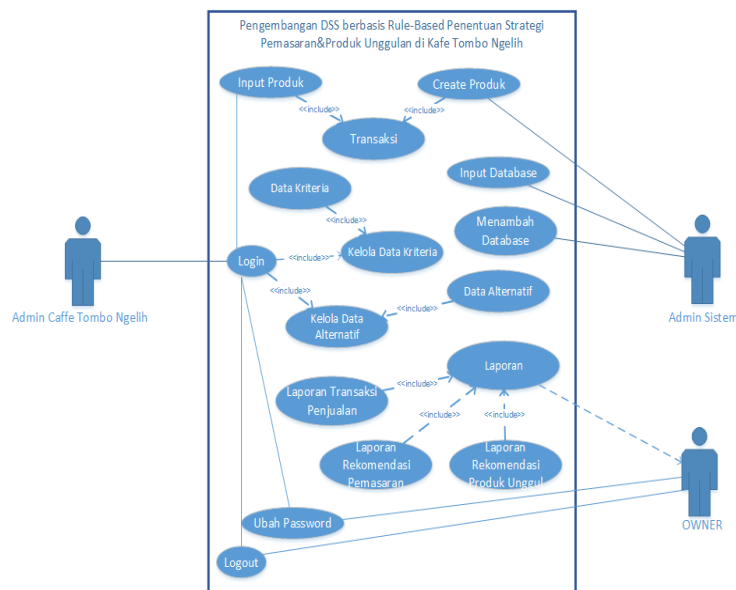 Pengembangan DSS berbasis Rule-Based Penentuan Strategi
Pemasaran&Produk Unggulan di Kafe Tombo Ngelih
Input Produk
Create Produk
<<include>>
<<include>>
Transaksi
Input Database
Data Kriteria
<<include>>
Menambah
Database
Login
<<include>>
Kelola Data Kriteria
<<include>>
Data Alternatif
<<include>>
Kelola Data
Alternatif
Admin Caffe Tombo Ngelih
Admin Sistem
Laporan
<<include>>
Laporan Transaksi
Penjualan
<<include>>
<<include>>
Laporan
Rekomendasi
Pemasaran
Laporan
Rekomendasi
Produk Unggul
Ubah Password
OWNER
Logout